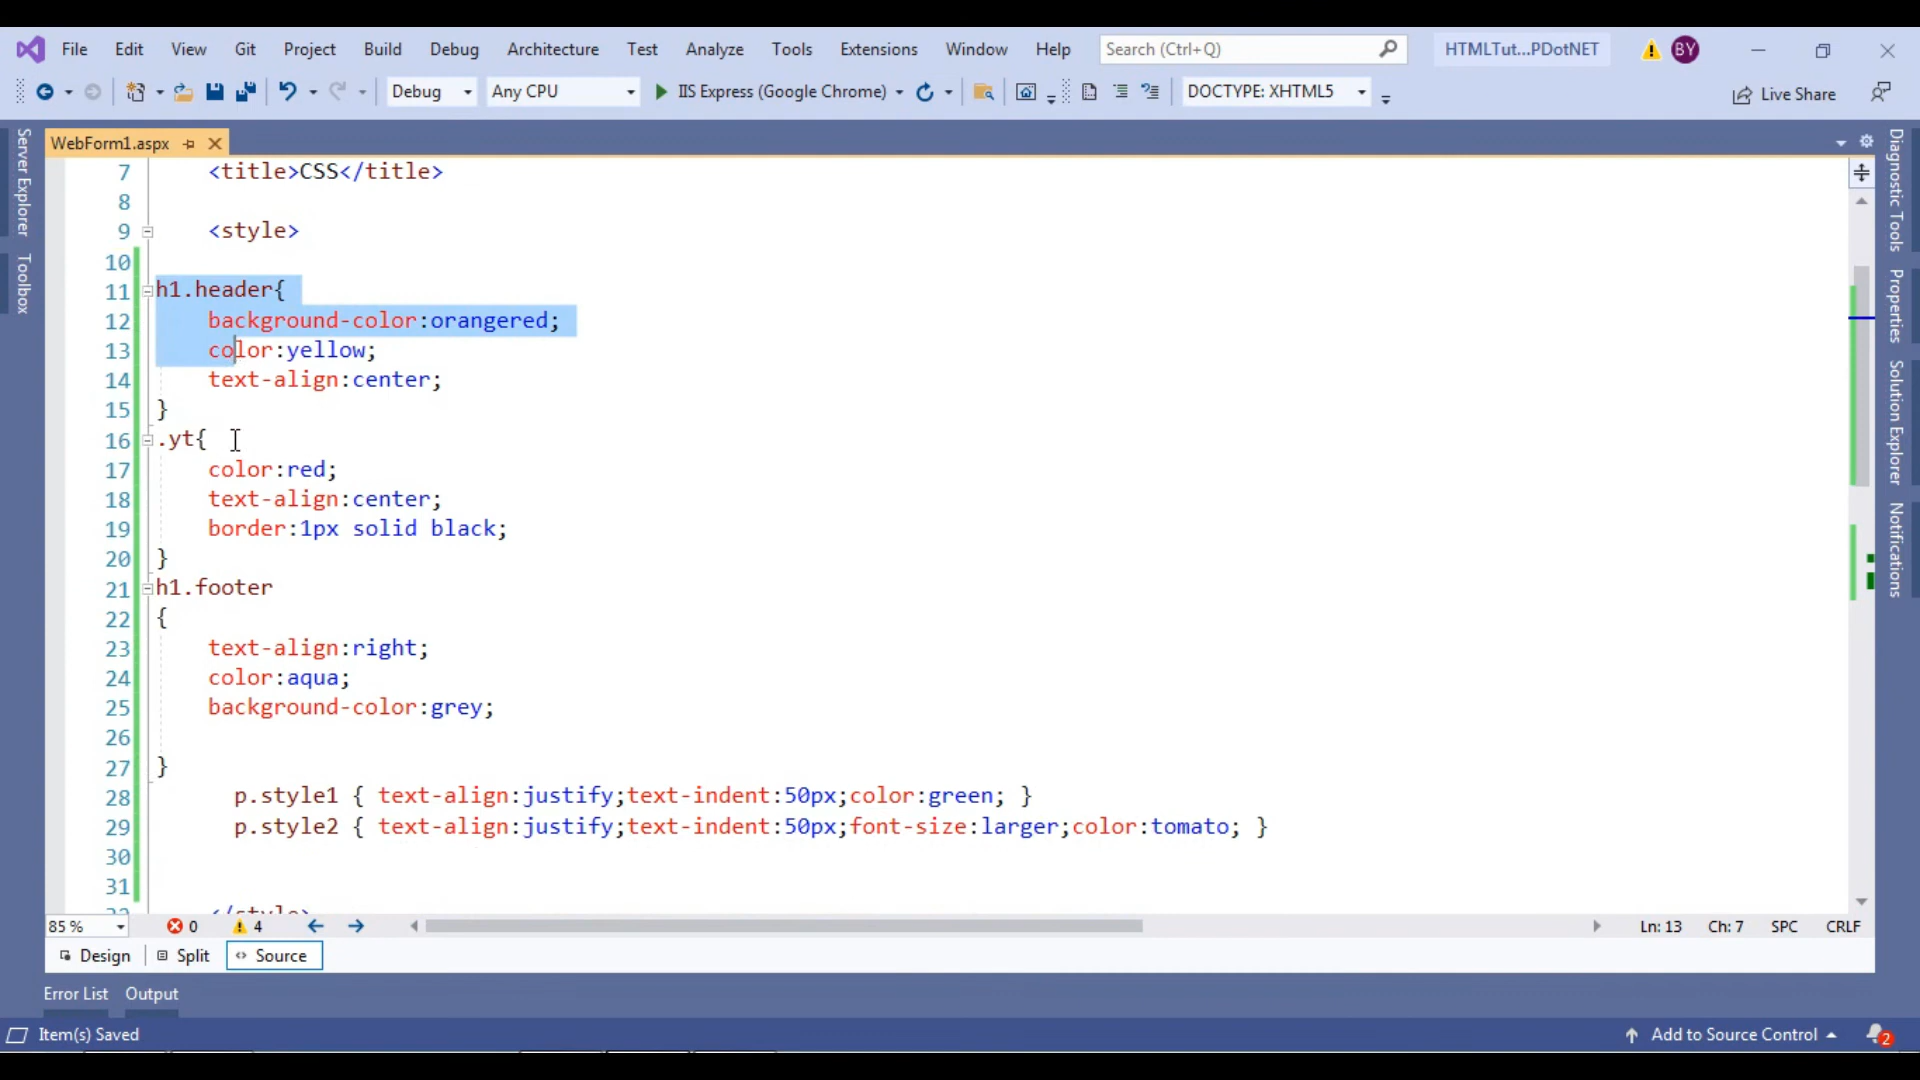 File Edit View Git Project Build Debug Architecture Test Analyze Tools Extensions Window Help Search (Ctrl+Q) HTMLTut...PDotNET BY
Debug Any CPU IIS Express (Google Chrome) DOCTYPE: XHTML5 Live Share
WebForm1.aspx
Server Explorer
Toolbox
7 <title>CSS</title>
8
9 <style>
10
11 h1.header{
12 background-color:orangered;
13 color:yellow;
14 text-align:center;
15 }
16 .yt{
17 color:red;
18 text-align:center;
19 border:1px solid black;
20 }
21 h1.footer
22 {
23 text-align:right;
24 color:aqua;
25 background-color:grey;
26
27 }
28 p.style1 { text-align:justify;text-indent:50px;color:green; }
29 p.style2 { text-align:justify;text-indent:50px;font-size:larger;color:tomato; }
30
31
32 </style>
Diagnostic Tools
Properties
Solution Explorer
Notifications
85 % 0 4 Ln: 13 Ch: 7 SPC CRLF
Design Split Source
Error List Output
Item(s) Saved Add to Source Control 2